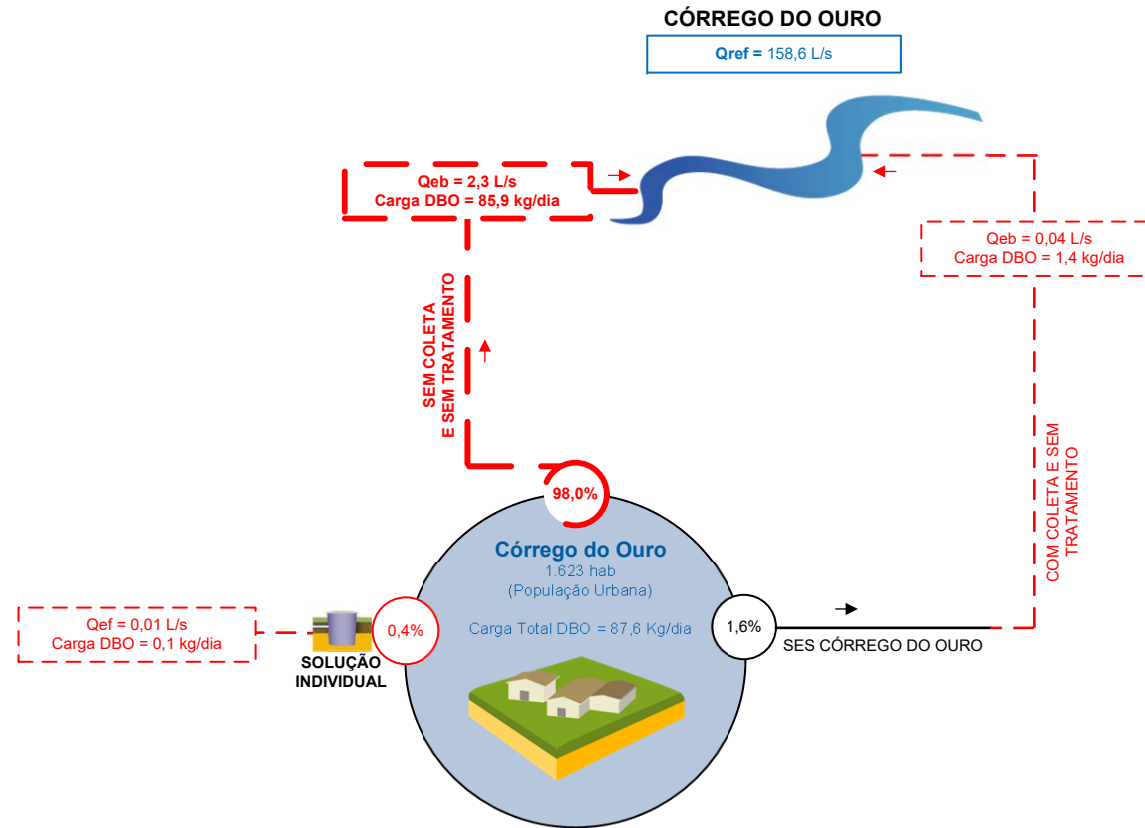 CÓRREGO DO OURO
Qref = 158,6 L/s
Qeb = 2,3 L/s
Carga DBO = 85,9 kg/dia
Qeb = 0,04 L/s
Carga DBO = 1,4 kg/dia
SEM COLETA
E SEM TRATAMENTO
COM COLETA E SEM
TRATAMENTO
98,0%
Córrego do Ouro
1.623 hab
(População Urbana)
Carga Total DBO = 87,6 Kg/dia
Qef = 0,01 L/s
Carga DBO = 0,1 kg/dia
0,4%
SOLUÇÃO
INDIVIDUAL
1,6%
SES CÓRREGO DO OURO